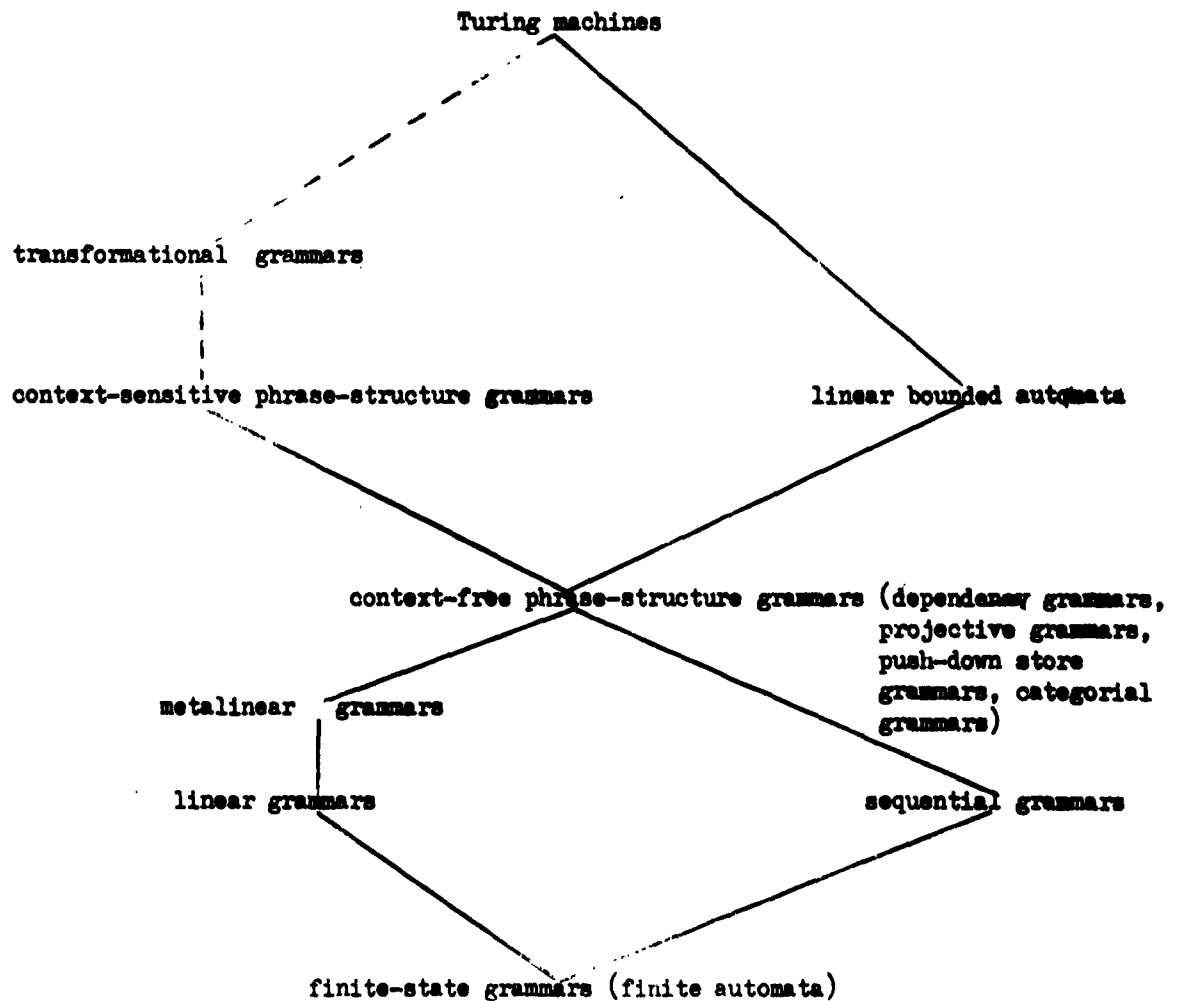 Turing machines
transformational grammars
context-sensitive phrase-structure grammars
linear bounded automata
context-free phrase-structure grammars (dependency grammars,
projective grammars,
push-down store
grammars, categorial
grammars)
metalinear grammars
linear grammars
sequential grammars
finite-state grammars (finite automata)